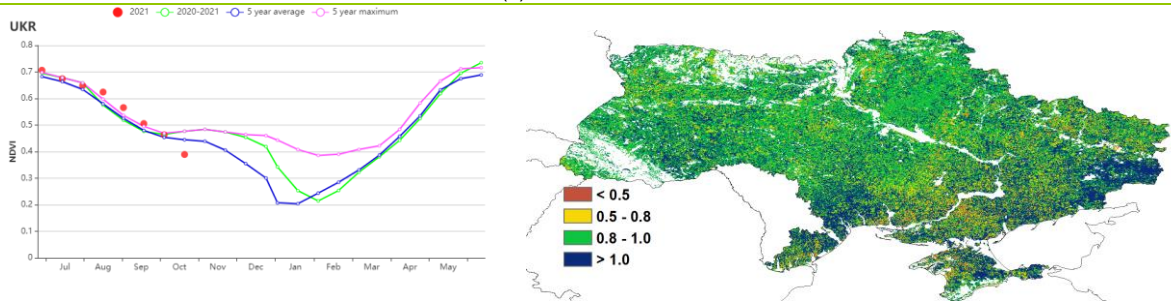 (a)
2021 2020-2021 5 year average 5 year maximum
UKR
0.8
0.7
0.6
0.5
0.4
0.3
0.2
0.1
0
NDVI
Jul Aug Sep Oct Nov Dec Jan Feb Mar Apr May
< 0.5
0.5 - 0.8
0.8 - 1.0
> 1.0